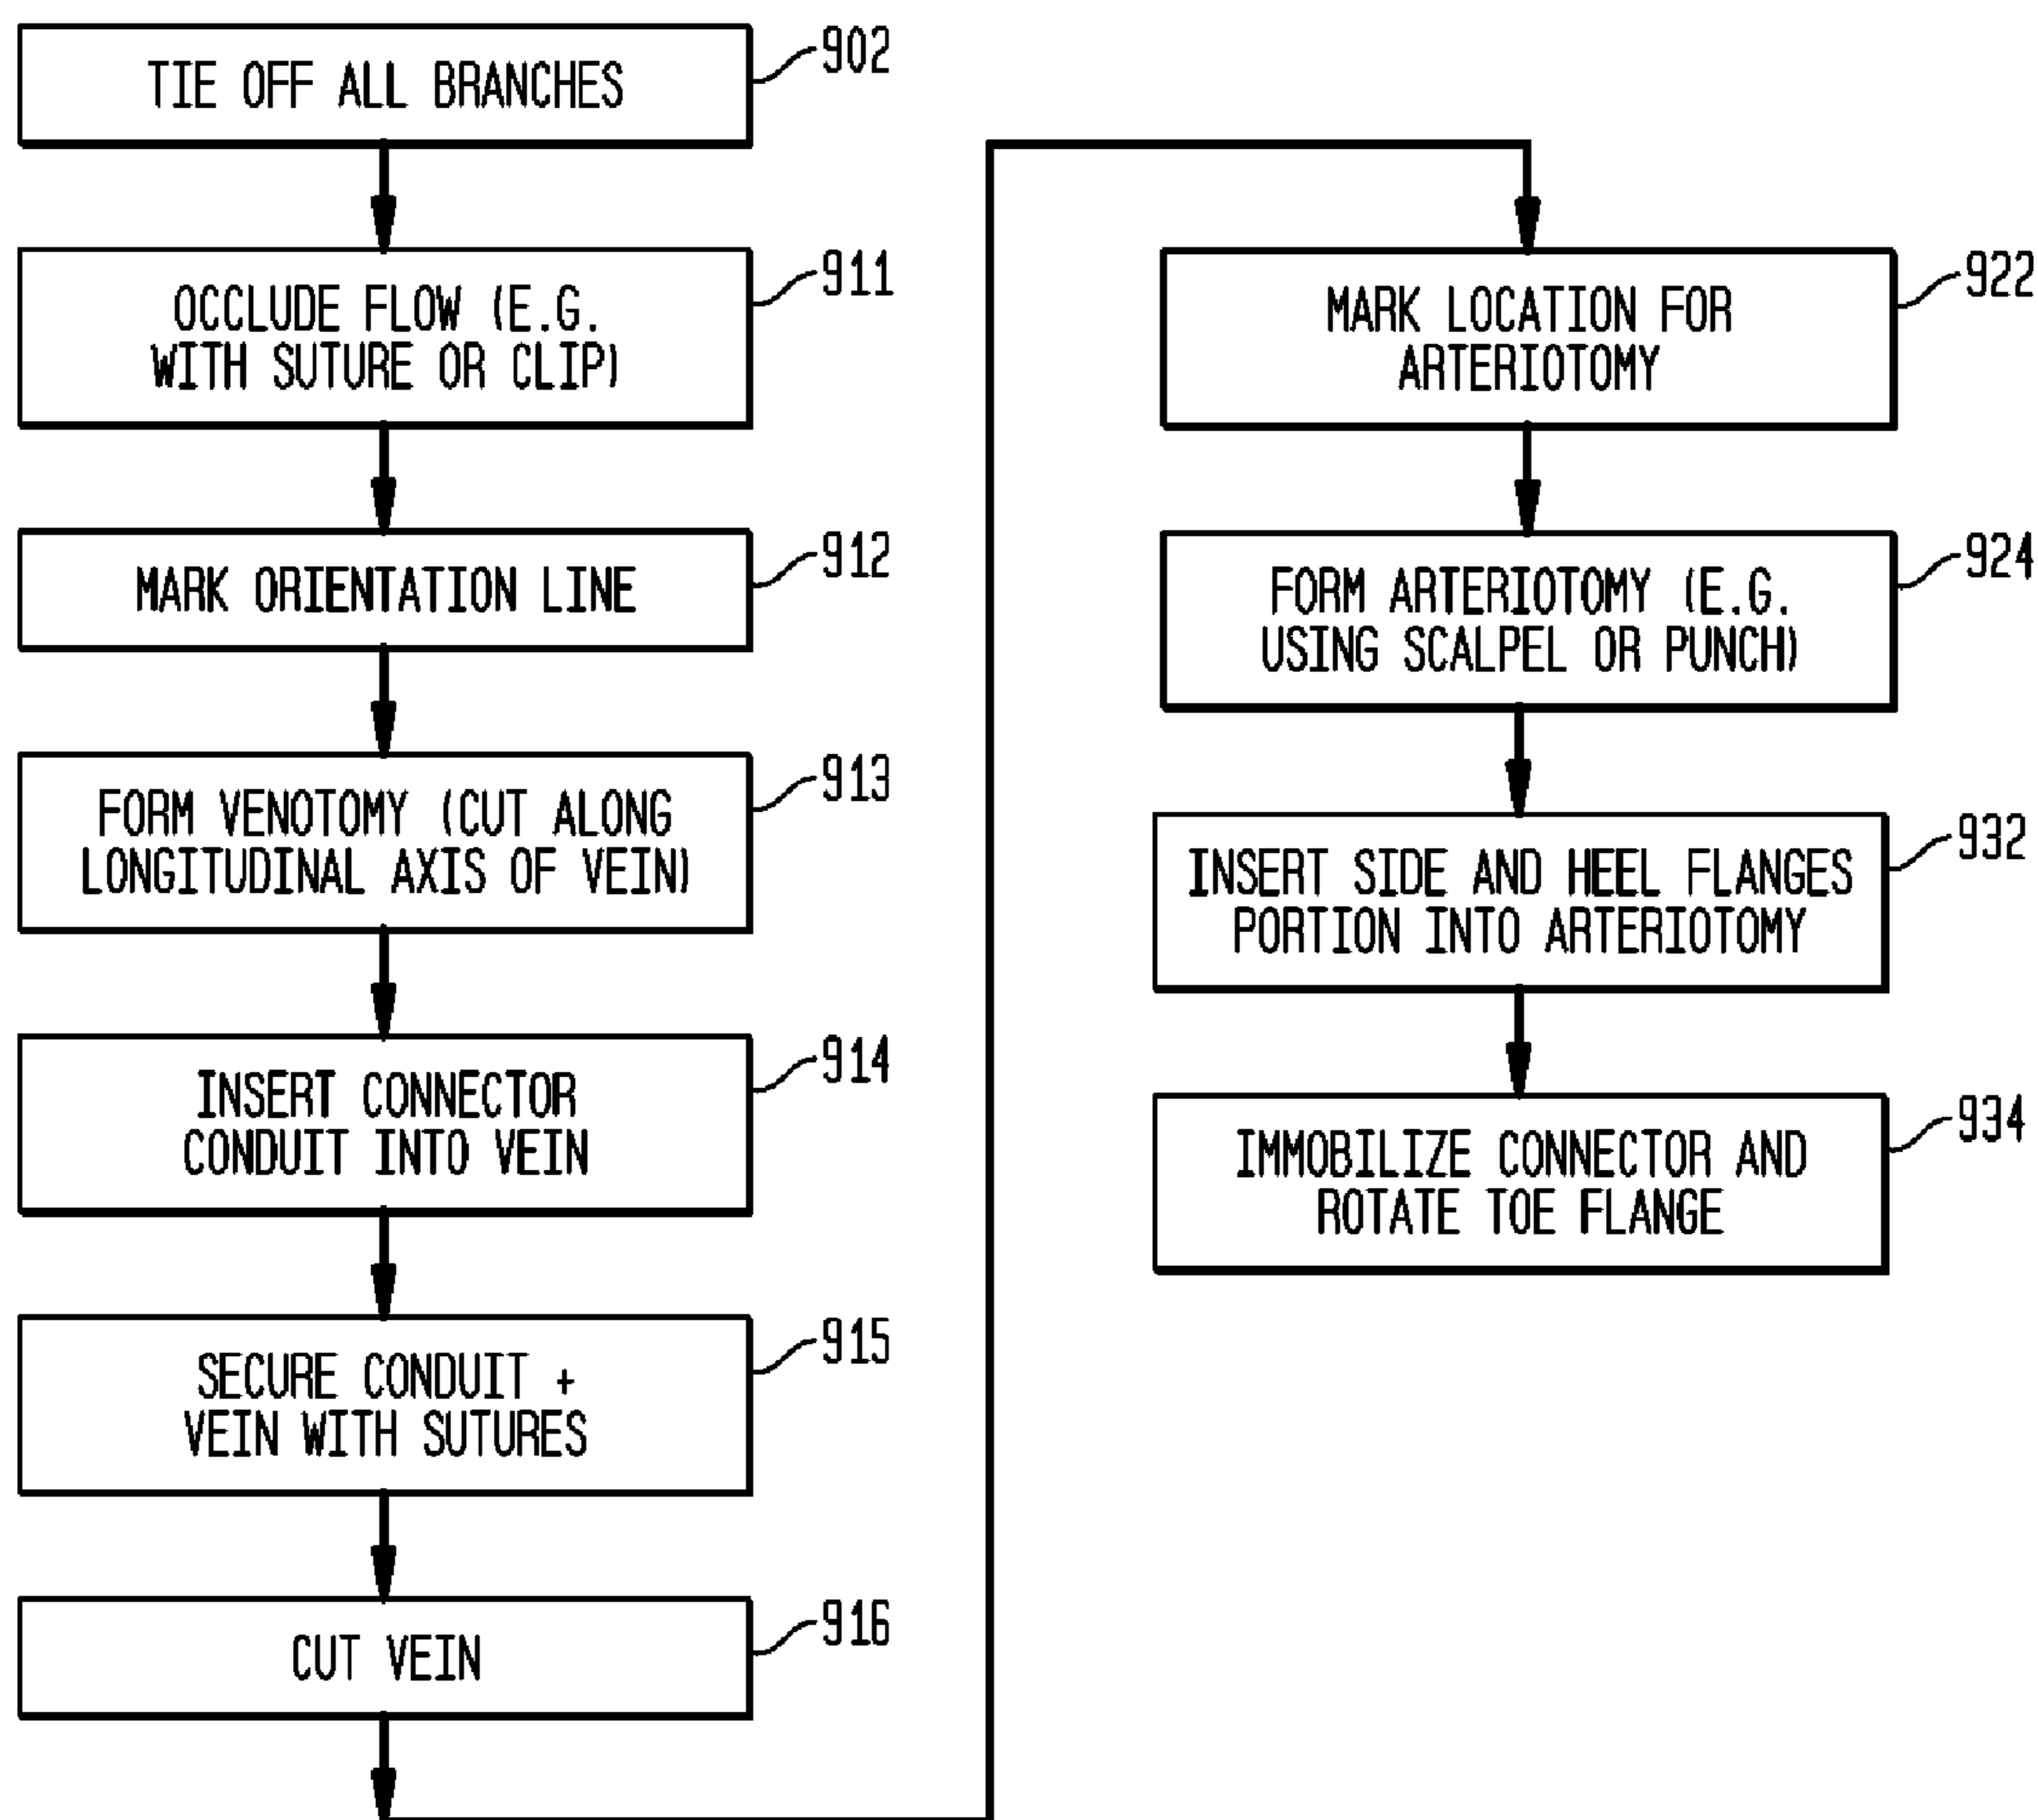 TIE OFF ALL BRANCHES
902
OCCLUDE FLOW (E.G.
WITH SUTURE OR CLIP)
911
MARK ORIENTATION LINE
912
FORM VENOTOMY (CUT ALONG
LONGITUDINAL AXIS OF VEIN)
913
INSERT CONNECTOR
CONDUIT INTO VEIN
914
SECURE CONDUIT +
VEIN WITH SUTURES
915
CUT VEIN
916
MARK LOCATION FOR
ARTERIOTOMY
922
FORM ARTERIOTOMY (E.G.
USING SCALPEL OR PUNCH)
924
INSERT SIDE AND HEEL FLANGES
PORTION INTO ARTERIOTOMY
932
IMMOBILIZE CONNECTOR AND
ROTATE TOE FLANGE
934